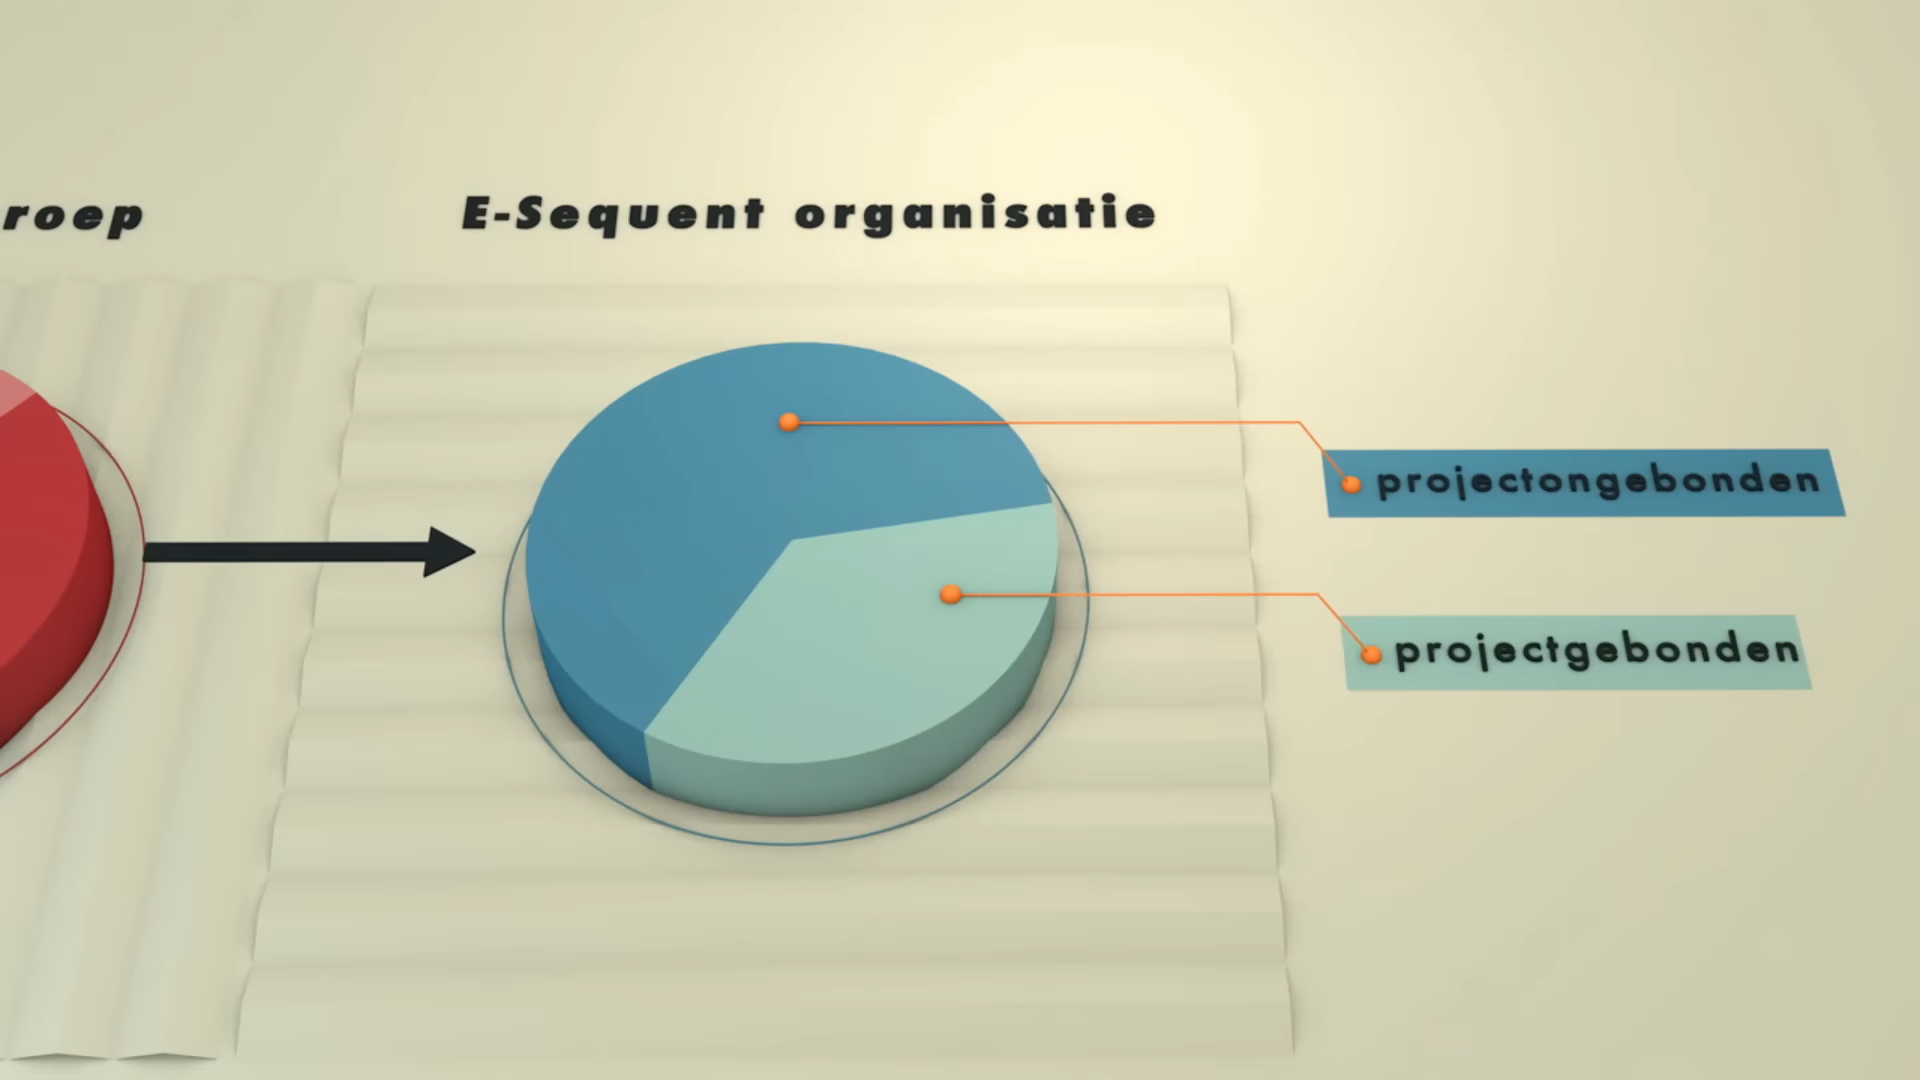 roep
E-Sequent organisatie
projectongebonden
projectgebonden